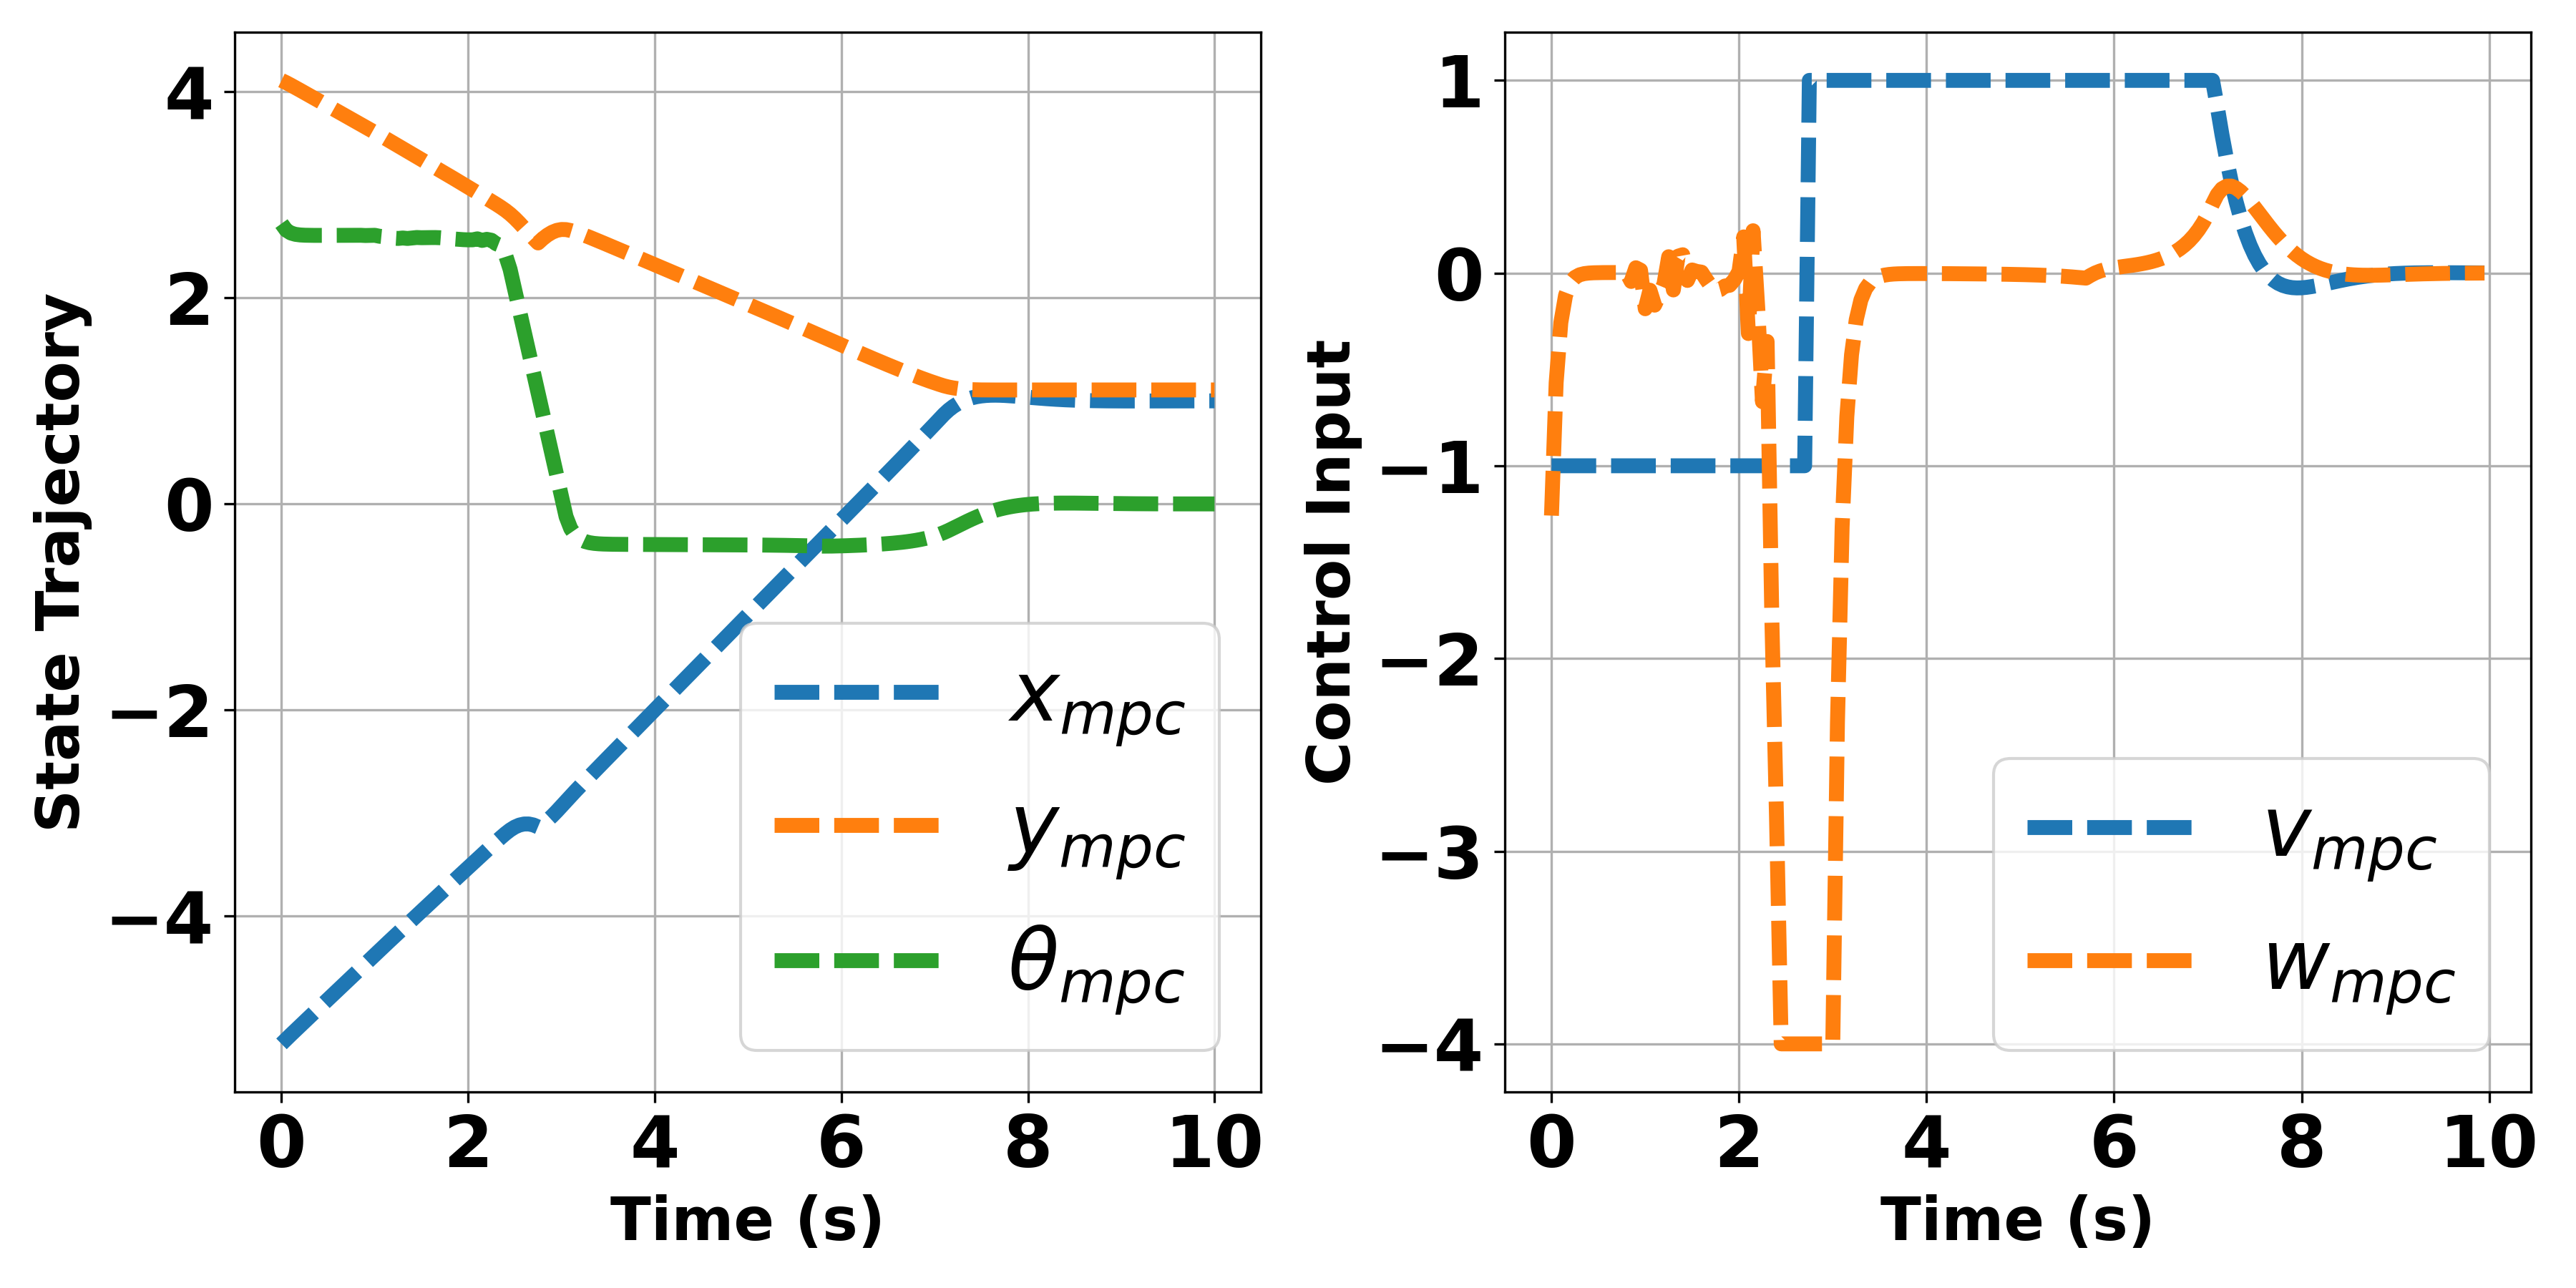 State Trajectory
4
2
0
−2
−4
0 2 4 6 8 10
Time (s)
x_mpc
y_mpc
θ_mpc
Control Input
1
0
−1
−2
−3
−4
0 2 4 6 8 10
Time (s)
v_mpc
w_mpc